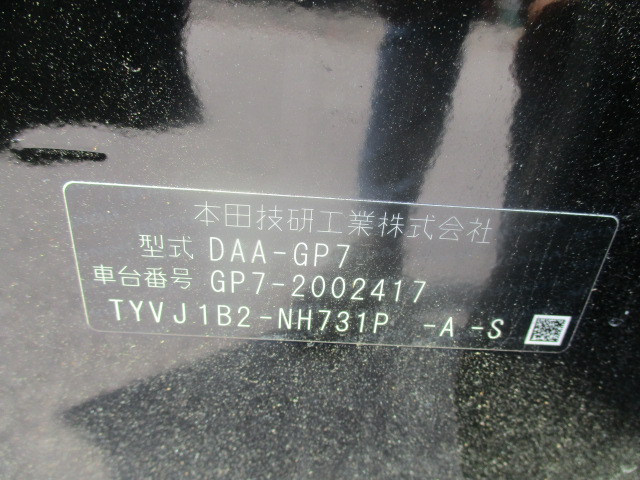 本田技研工業株式会社
型式 DAA-GP7
車台番号 GP7-2002417
TYVJ1B2-NH731P -A -S